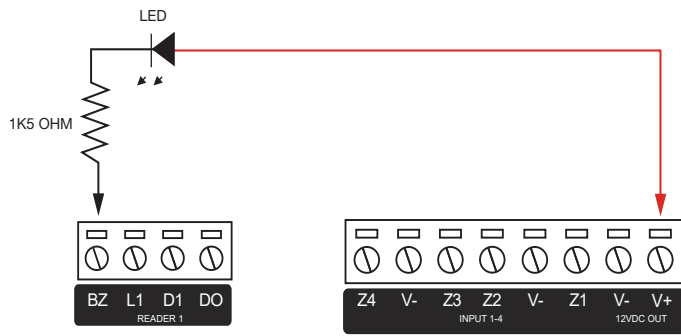 LED
1K5 OHM
BZ L1 D1 DO
READER 1
Z4 V- Z3 Z2 V- Z1 V- V+
INPUT 1-4 12VDC OUT